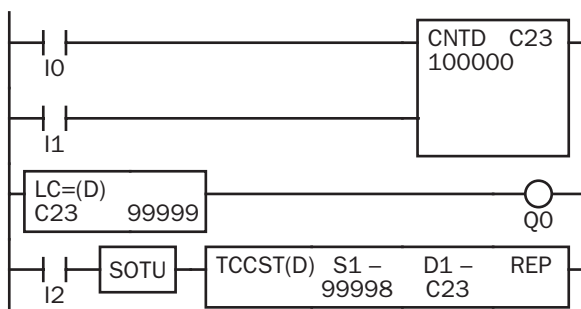 CNTD C23
100000
I0
I1
LC=(D)
C23 99999
Q0
SOTU
TCCST(D) S1 – D1 – REP
99998 C23
I2